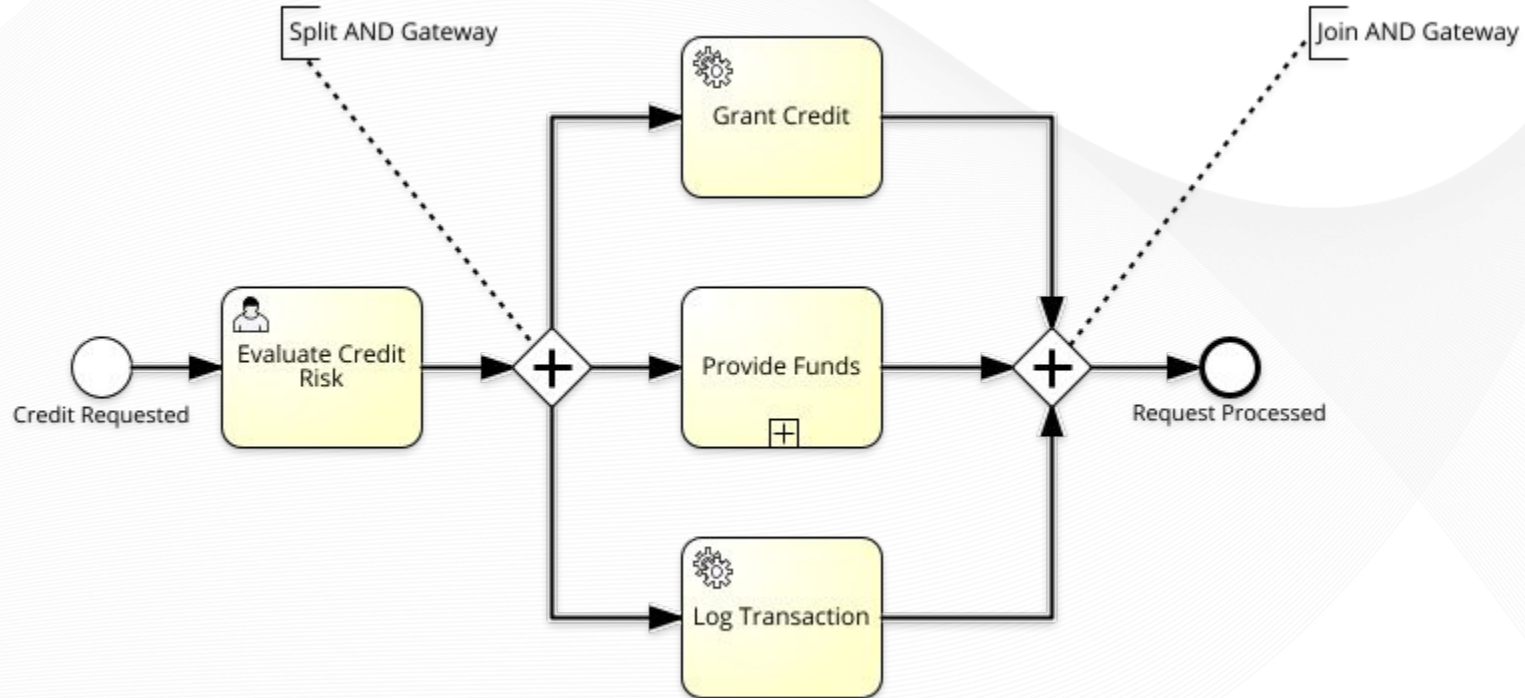 Split AND Gateway
Join AND Gateway
Grant Credit
Evaluate Credit
Risk
Provide Funds
Credit Requested
Request Processed
Log Transaction